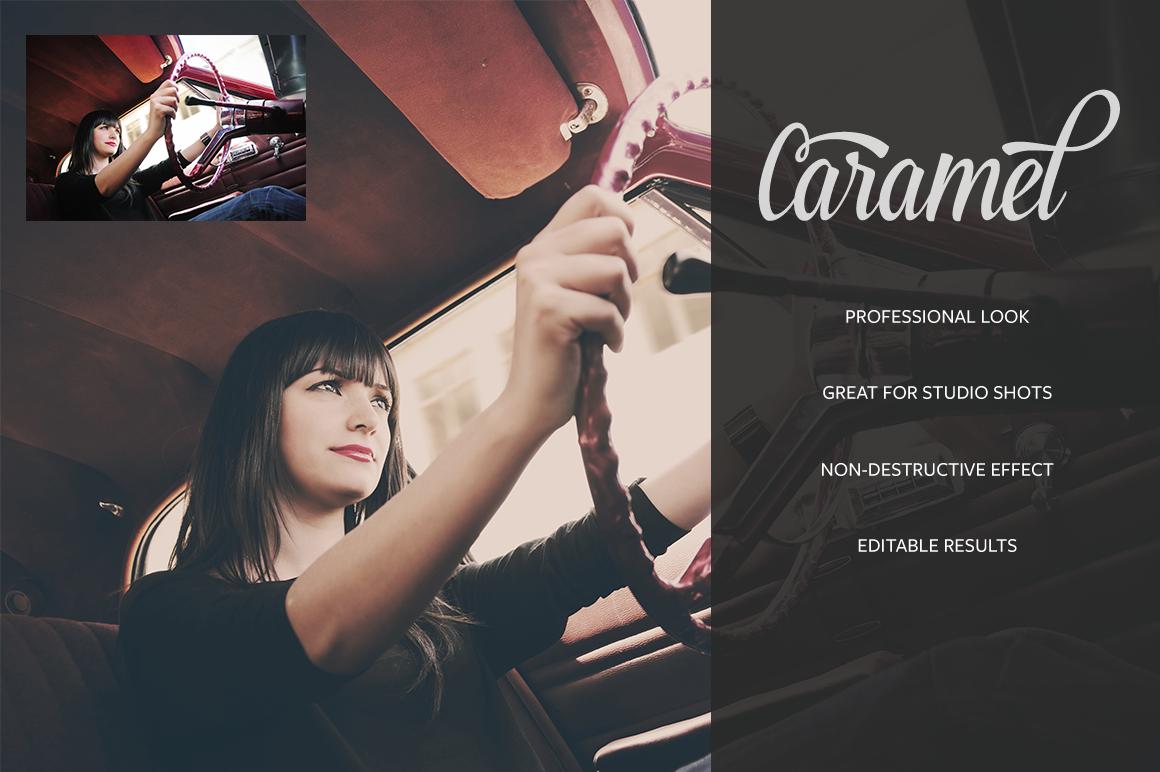 Caramel
PROFESSIONAL LOOK
GREAT FOR STUDIO SHOTS
NON-DESTRUCTIVE EFFECT
EDITABLE RESULTS